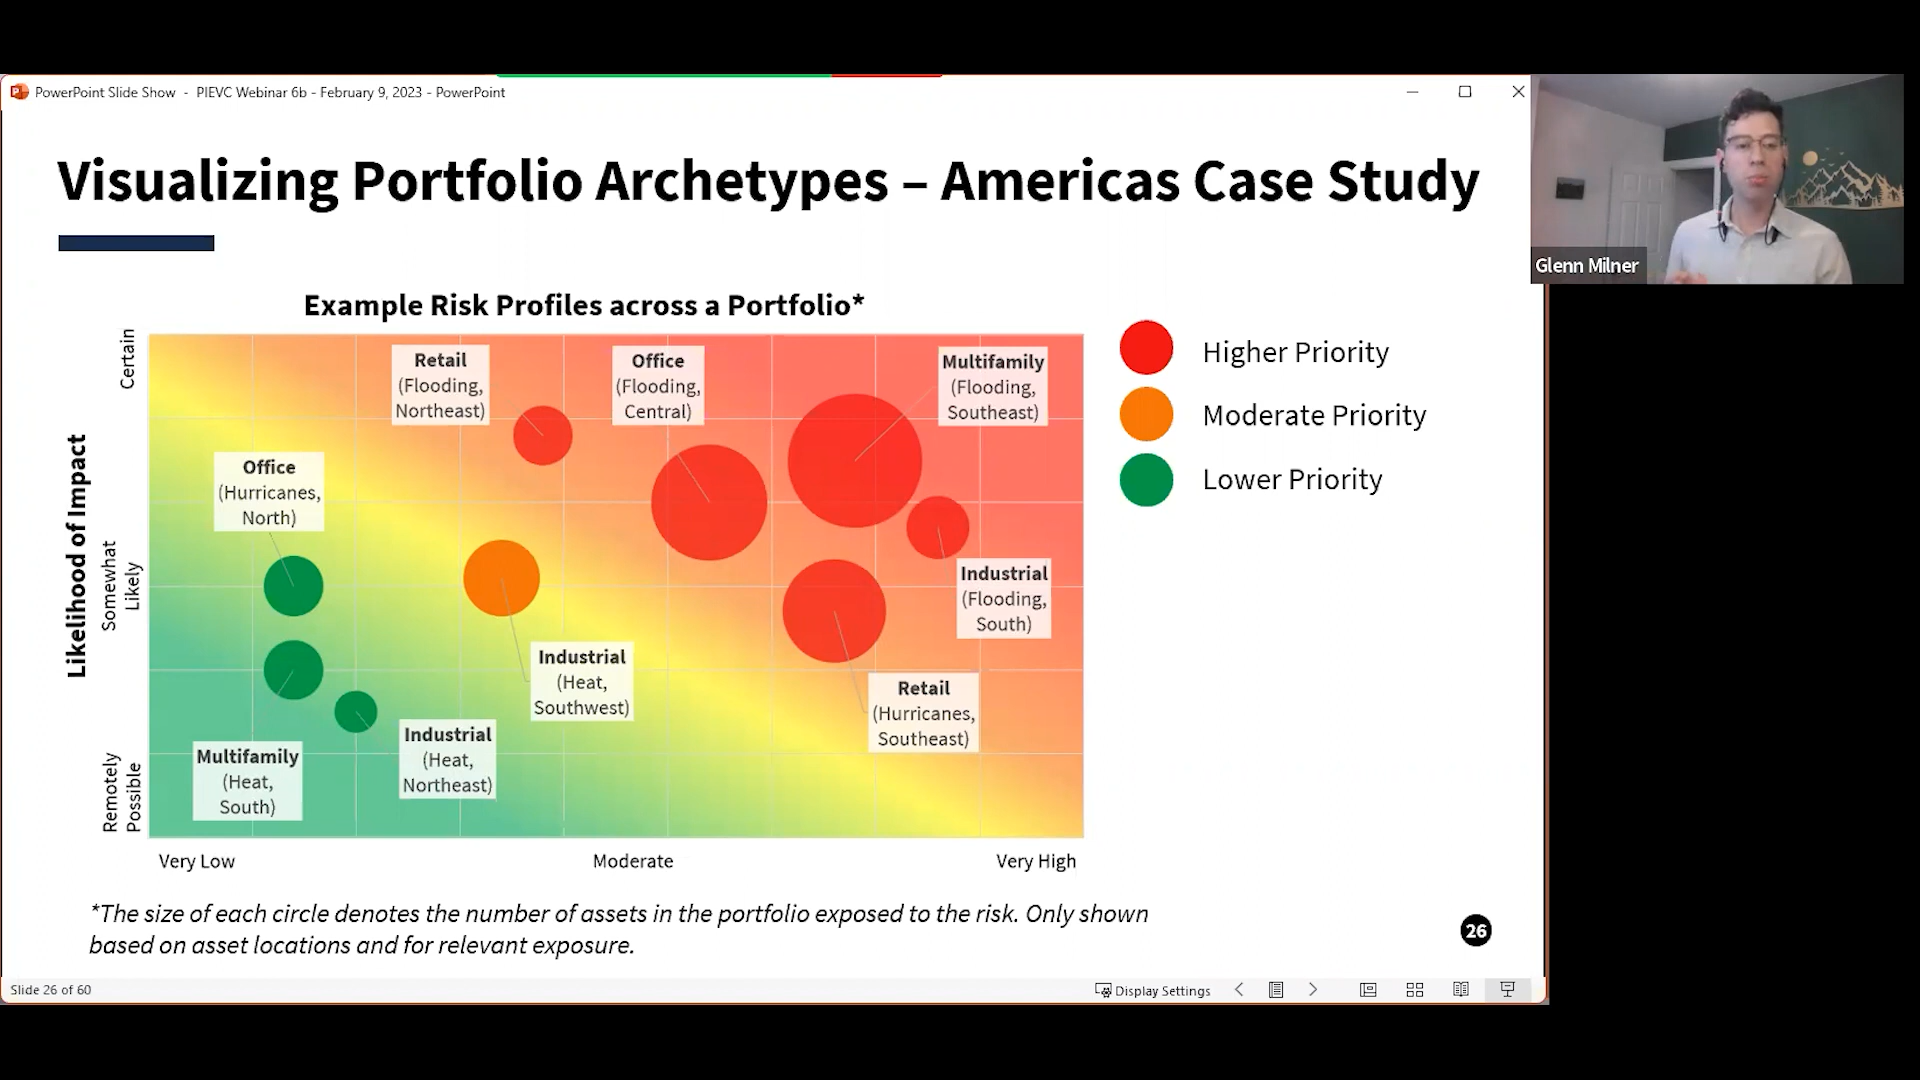 PowerPoint Slide Show - PIEVC Webinar 6b - February 9, 2023 - PowerPoint
Visualizing Portfolio Archetypes – Americas Case Study
Glenn Milner
Example Risk Profiles across a Portfolio*
Likelihood of Impact
Certain
Somewhat
Likely
Remotely
Possible
Retail
(Flooding,
Northeast)
Office
(Flooding,
Central)
Multifamily
(Flooding,
Southeast)
Office
(Hurricanes,
North)
Industrial
(Flooding,
South)
Industrial
(Heat,
Southwest)
Retail
(Hurricanes,
Southeast)
Industrial
(Heat,
Northeast)
Multifamily
(Heat,
South)
Very Low
Moderate
Very High
Higher Priority
Moderate Priority
Lower Priority
*The size of each circle denotes the number of assets in the portfolio exposed to the risk. Only shown
based on asset locations and for relevant exposure.
26
Slide 26 of 60
Display Settings